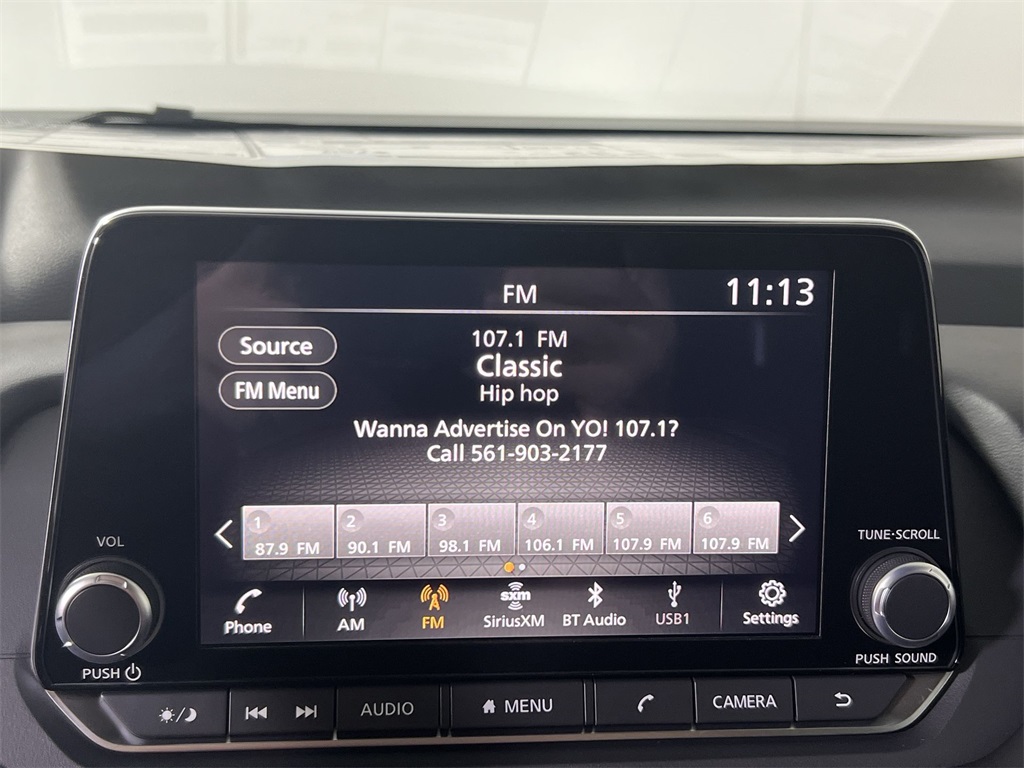 FM
11:13
Source
107.1 FM
Classic
FM Menu
Hip hop
Wanna Advertise On YO! 107.1?
Call 561-903-2177
1
87.9 FM
2
90.1 FM
3
98.1 FM
4
106.1 FM
5
107.9 FM
6
107.9 FM
VOL
TUNE·SCROLL
Phone
AM
FM
sxm
SiriusXM
BT Audio
USB1
Settings
PUSH
PUSH SOUND
AUDIO
MENU
CAMERA